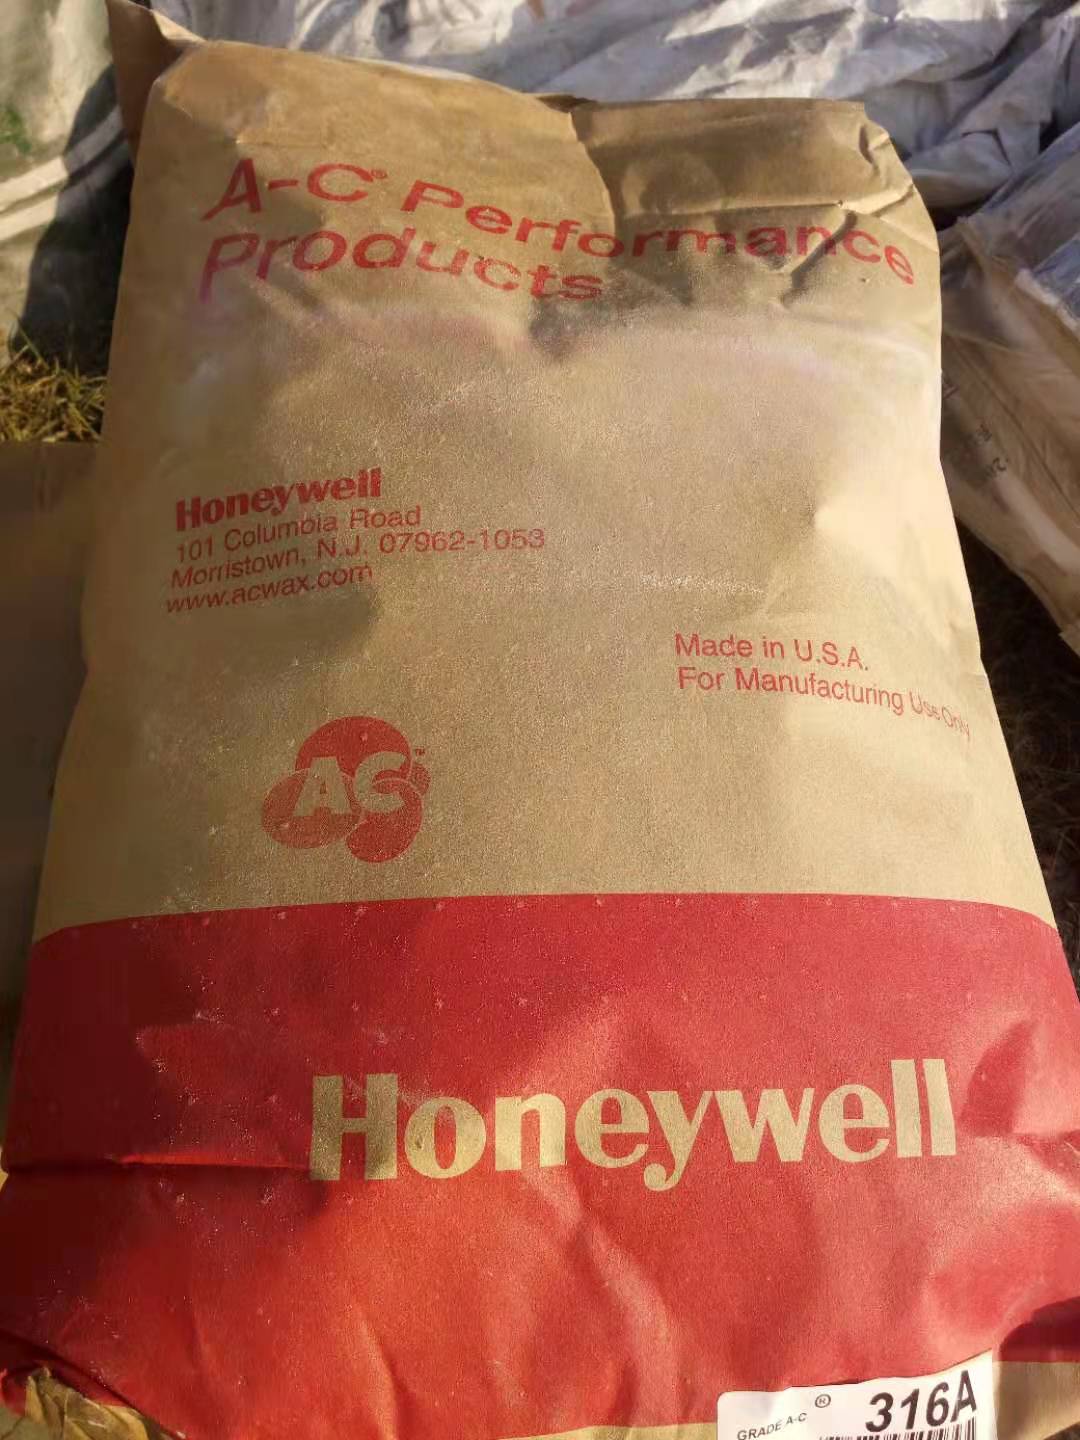 A-C® Performance
Products
Honeywell
101 Columbia Road
Morristown, N.J. 07962-1053
www.acwax.com
Made in U.S.A.
For Manufacturing Use Only
AC™
Honeywell
GRADE A-C ® 316A